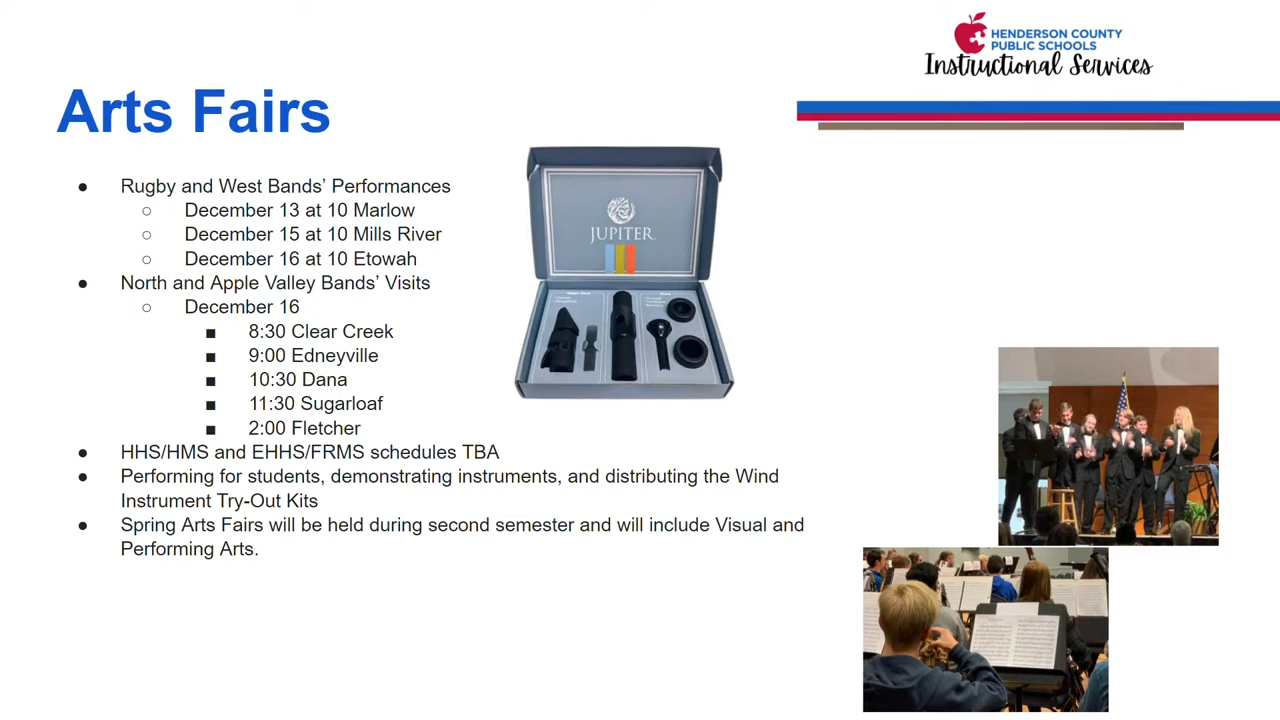 HENDERSON COUNTY
PUBLIC SCHOOLS
Instructional Services
Arts Fairs
● Rugby and West Bands’ Performances
○ December 13 at 10 Marlow
○ December 15 at 10 Mills River
○ December 16 at 10 Etowah
● North and Apple Valley Bands’ Visits
○ December 16
■ 8:30 Clear Creek
■ 9:00 Edneyville
■ 10:30 Dana
■ 11:30 Sugarloaf
■ 2:00 Fletcher
● HHS/HMS and EHHS/FRMS schedules TBA
● Performing for students, demonstrating instruments, and distributing the Wind
Instrument Try-Out Kits
● Spring Arts Fairs will be held during second semester and will include Visual and
Performing Arts.
JUPITER